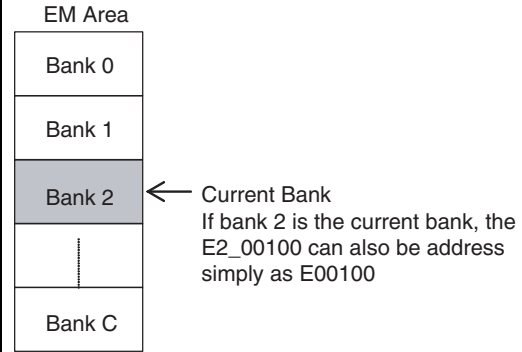 EM Area
Bank 0
Bank 1
Bank 2
Current Bank
If bank 2 is the current bank, the
E2_00100 can also be address
simply as E00100
Bank C